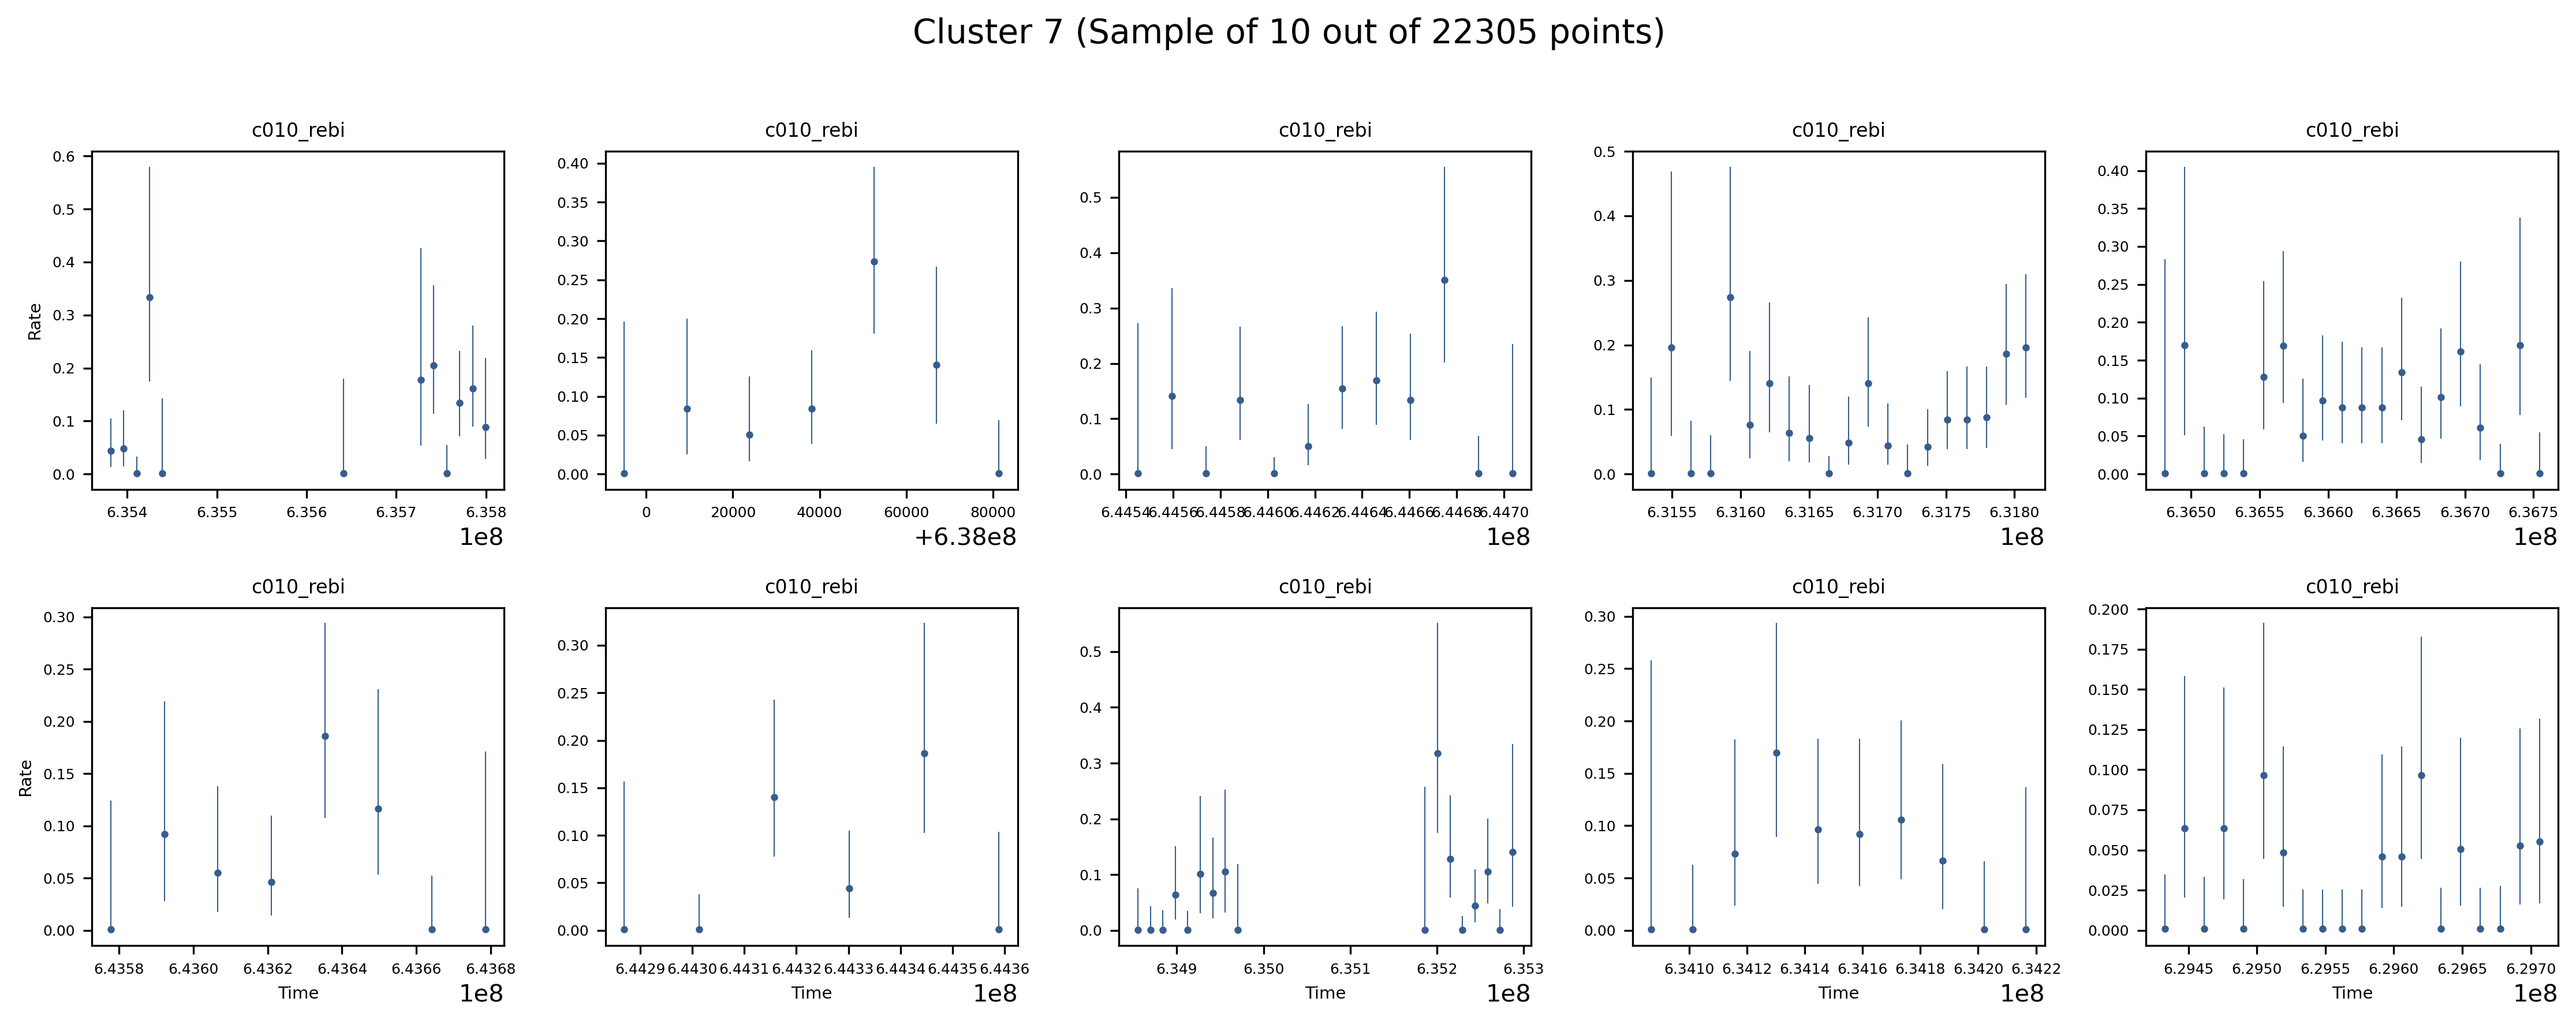 Cluster 7 (Sample of 10 out of 22305 points)
c010_rebi c010_rebi c010_rebi c010_rebi c010_rebi
Rate
0.6 0.5 0.4 0.3 0.2 0.1 0.0
6.354 6.355 6.356 6.357 6.358
1e8
0.40 0.35 0.30 0.25 0.20 0.15 0.10 0.05 0.00
0 20000 40000 60000 80000
+6.38e8
0.5 0.4 0.3 0.2 0.1 0.0
6.4454 6.4456 6.4458 6.4460 6.4462 6.4464 6.4466 6.4468 6.4470
1e8
0.5 0.4 0.3 0.2 0.1 0.0
6.3155 6.3160 6.3165 6.3170 6.3175 6.3180
1e8
0.40 0.35 0.30 0.25 0.20 0.15 0.10 0.05 0.00
6.3650 6.3655 6.3660 6.3665 6.3670 6.3675
1e8
c010_rebi c010_rebi c010_rebi c010_rebi c010_rebi
Rate
0.30 0.25 0.20 0.15 0.10 0.05 0.00
6.4358 6.4360 6.4362 6.4364 6.4366 6.4368
Time 1e8
0.30 0.25 0.20 0.15 0.10 0.05 0.00
6.4429 6.4430 6.4431 6.4432 6.4433 6.4434 6.4435 6.4436
Time 1e8
0.5 0.4 0.3 0.2 0.1 0.0
6.349 6.350 6.351 6.352 6.353
Time 1e8
0.30 0.25 0.20 0.15 0.10 0.05 0.00
6.3410 6.3412 6.3414 6.3416 6.3418 6.3420 6.3422
Time 1e8
0.200 0.175 0.150 0.125 0.100 0.075 0.050 0.025 0.000
6.2945 6.2950 6.2955 6.2960 6.2965 6.2970
Time 1e8